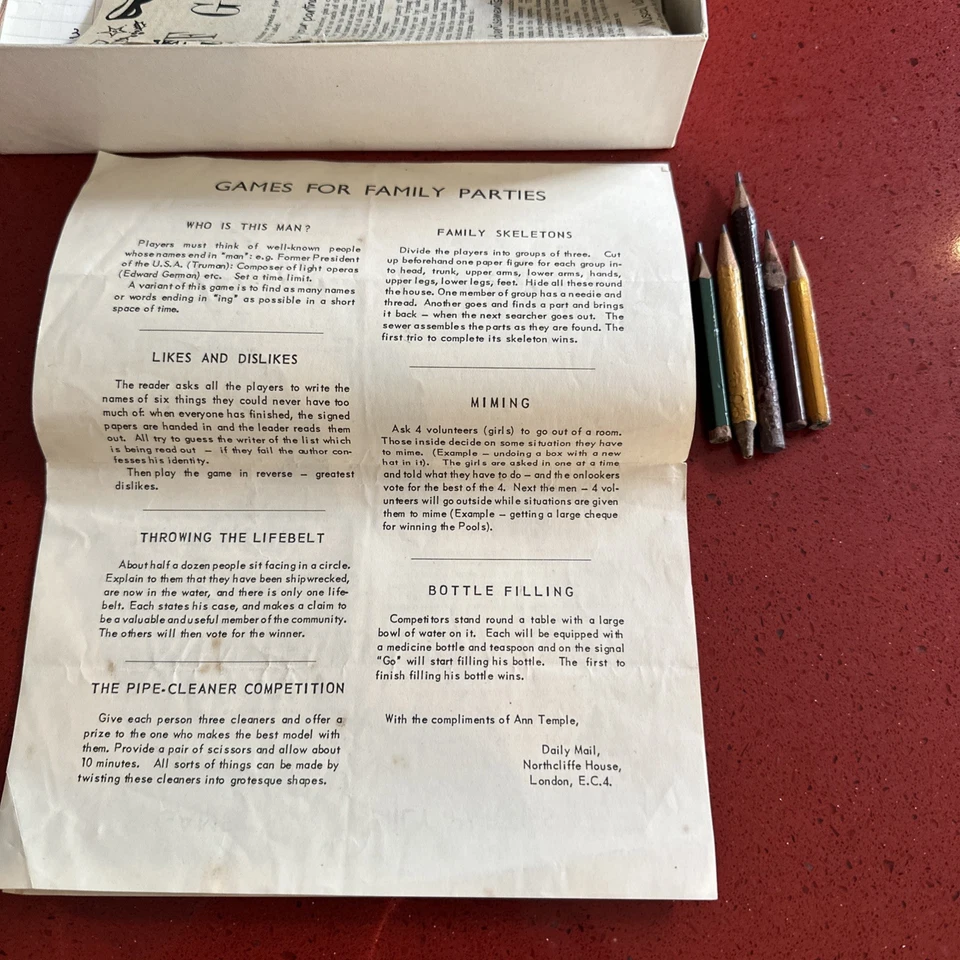 GAMES FOR FAMILY PARTIES
WHO IS THIS MAN?
Players must think of well-known people
whose names end in "man": e.g. Former President
of the U.S.A. (Truman): Composer of light operas
(Edward German) etc. Set a time limit.
A variant of this game is to find as many names
or words ending in "ing" as possible in a short
space of time.
LIKES AND DISLIKES
The reader asks all the players to write the
names of six things they could never have too
much of: when everyone has finished, the signed
papers are handed in and the leader reads them
out. All try to guess the writer of the list which
is being read out — if they fail the author con-
fesses his identity.
Then play the game in reverse — greatest
dislikes.
THROWING THE LIFEBELT
About half a dozen people sit facing in a circle.
Explain to them that they have been shipwrecked,
are now in the water, and there is only one life-
belt. Each states his case, and makes a claim to
be a valuable and useful member of the community.
The others will then vote for the winner.
THE PIPE-CLEANER COMPETITION
Give each person three cleaners and offer a
prize to the one who makes the best model with
them. Provide a pair of scissors and allow about
10 minutes. All sorts of things can be made by
twisting these cleaners into grotesque shapes.
FAMILY SKELETONS
Divide the players into groups of three. Cut
up beforehand one paper figure for each group in-
to head, trunk, upper arms, lower arms, hands,
upper legs, lower legs, feet. Hide all these round
the house. One member of group has a needle and
thread. Another goes and finds a part and brings
it back — when the next searcher goes out. The
sewer assembles the parts as they are found. The
first trio to complete its skeleton wins.
MIMING
Ask 4 volunteers (girls) to go out of a room.
Those inside decide on some situation they have
to mime. (Example — undoing a box with a new
hat in it). The girls are asked in one at a time
and told what they have to do — and the onlookers
vote for the best of the 4. Next the men — 4 vol-
unteers will go outside while situations are given
them to mime (Example — getting a large cheque
for winning the Pools).
BOTTLE FILLING
Competitors stand round a table with a large
bowl of water on it. Each will be equipped with
a medicine bottle and teaspoon and on the signal
"Go" will start filling his bottle. The first to
finish filling his bottle wins.
With the compliments of Ann Temple,
Daily Mail,
Northcliffe House,
London, E.C.4.